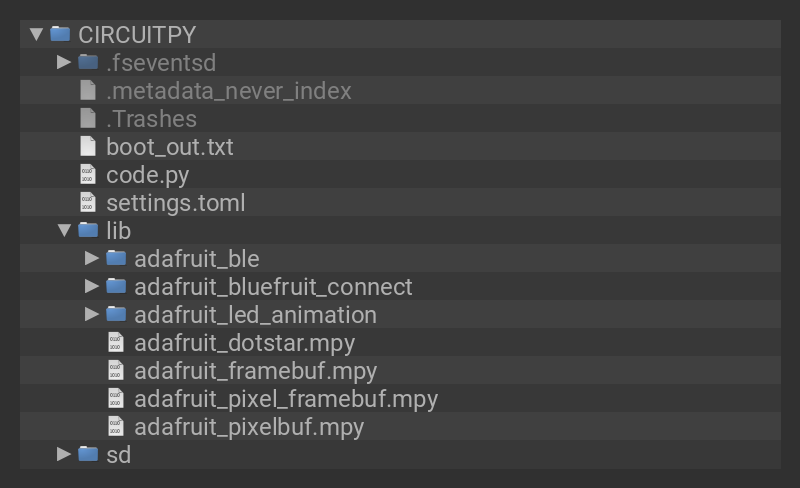 CIRCUITPY
.fseventsd
.metadata_never_index
.Trashes
boot_out.txt
code.py
settings.toml
lib
adafruit_ble
adafruit_bluefruit_connect
adafruit_led_animation
adafruit_dotstar.mpy
adafruit_framebuf.mpy
adafruit_pixel_framebuf.mpy
adafruit_pixelbuf.mpy
sd